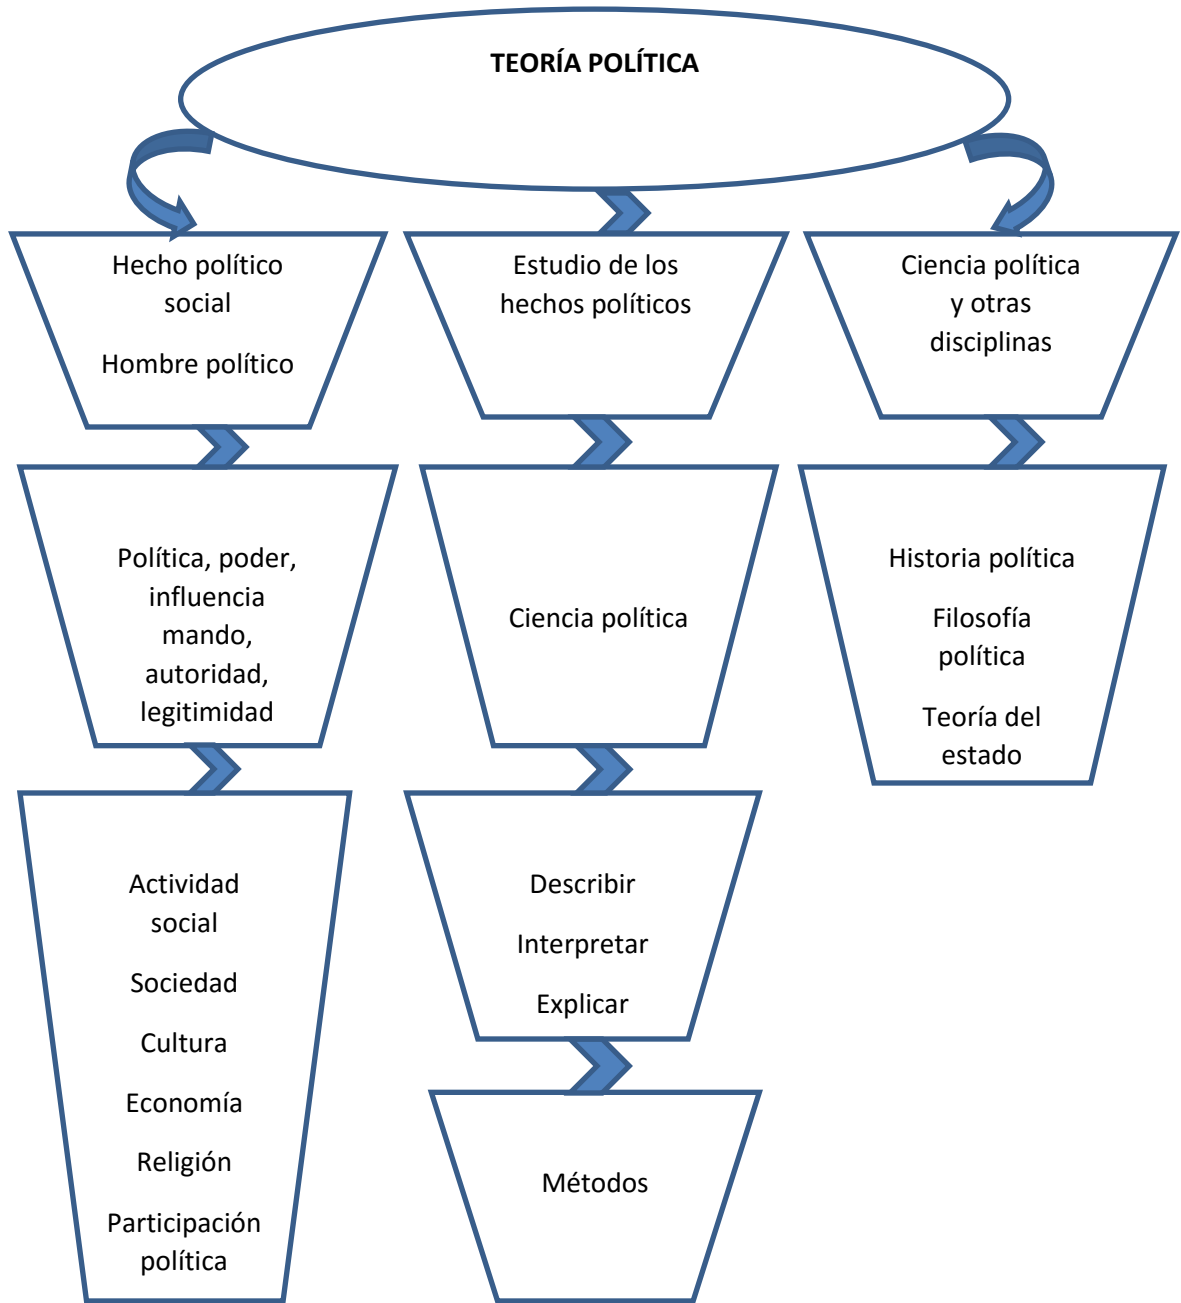 TEORÍA POLÍTICA
Hecho político
social
Hombre político
Estudio de los
hechos políticos
Ciencia política
y otras
disciplinas
Política, poder,
influencia
mando,
autoridad,
legitimidad
Ciencia política
Historia política
Filosofía
política
Teoría del
estado
Actividad
social
Sociedad
Cultura
Economía
Religión
Participación
política
Describir
Interpretar
Explicar
Métodos